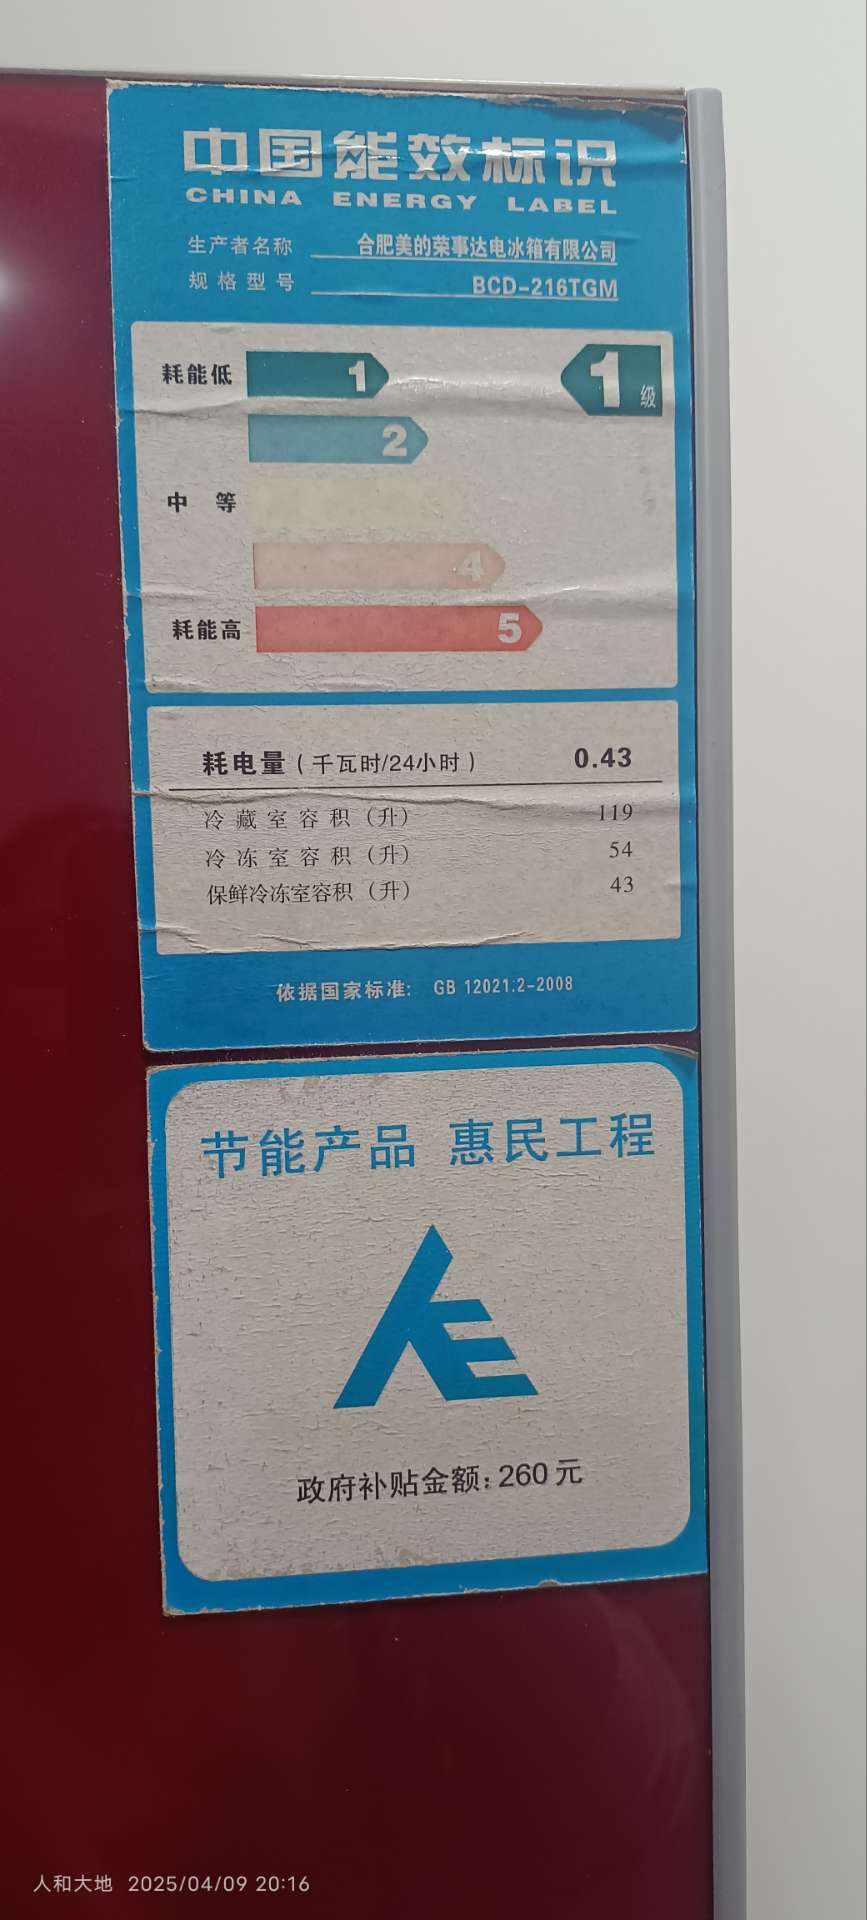 中国能效标识
CHINA ENERGY LABEL
生产者名称 合肥美的荣事达电冰箱有限公司
规格型号 BCD-216TGM
耗能低 1 1级
2
中等
4
耗能高 5
耗电量(千瓦时/24小时) 0.43
冷藏室容积(升) 119
冷冻室容积(升) 54
保鲜冷冻室容积(升) 43
依据国家标准: GB 12021.2-2008
节能产品 惠民工程
政府补贴金额:260元
人和大地 2025/04/09 20:16